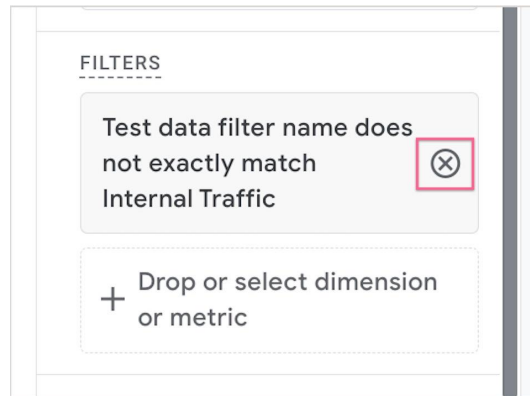 FILTERS
Test data filter name does
not exactly match
Internal Traffic
Drop or select dimension
or metric